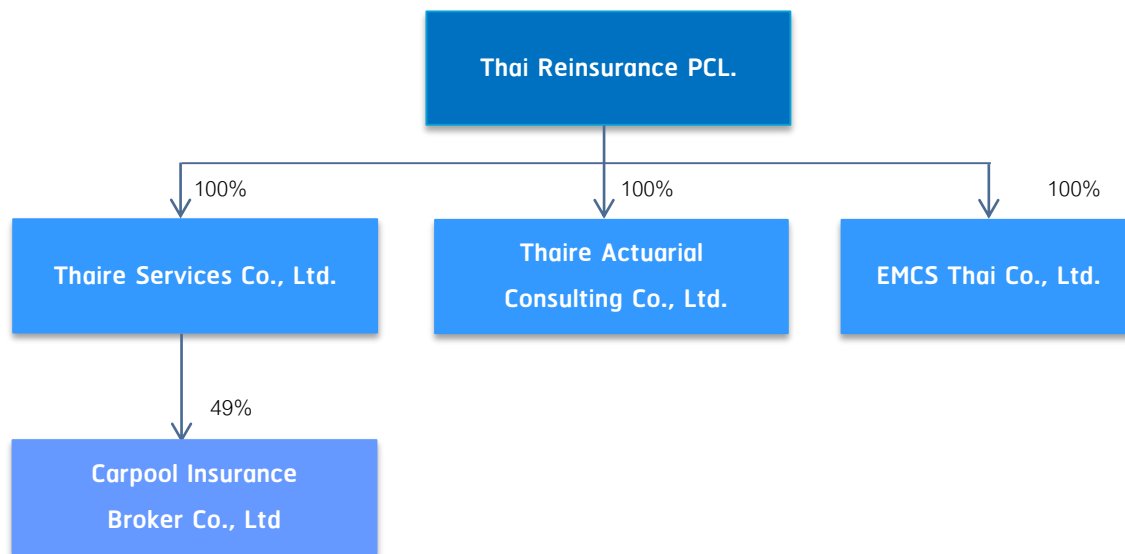 Thai Reinsurance PCL.
100%
100%
100%
Thaire Services Co., Ltd.
Thaire Actuarial
Consulting Co., Ltd.
EMCS Thai Co., Ltd.
49%
Carpool Insurance
Broker Co., Ltd